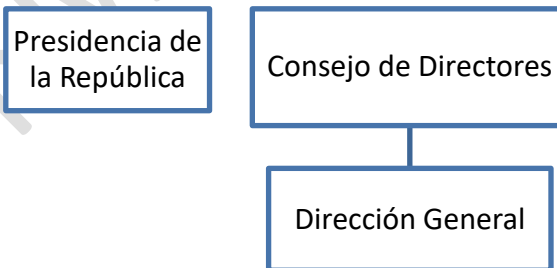 Presidencia de
la República
Consejo de Directores
Dirección General